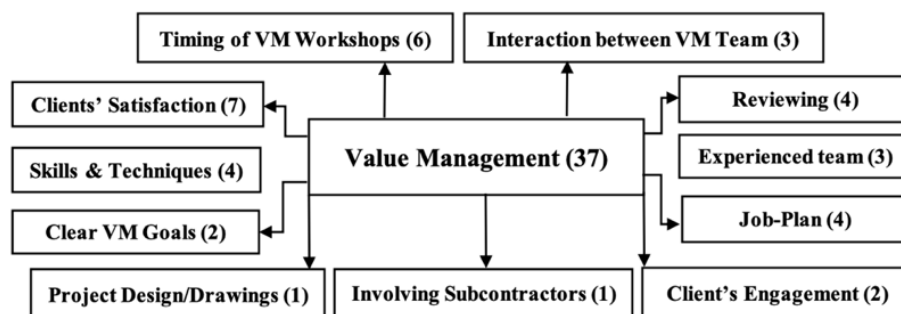 Timing of VM Workshops (6)
Interaction between VM Team (3)
Clients’ Satisfaction (7)
Reviewing (4)
Value Management (37)
Skills & Techniques (4)
Experienced team (3)
Clear VM Goals (2)
Job-Plan (4)
Project Design/Drawings (1)
Involving Subcontractors (1)
Client’s Engagement (2)